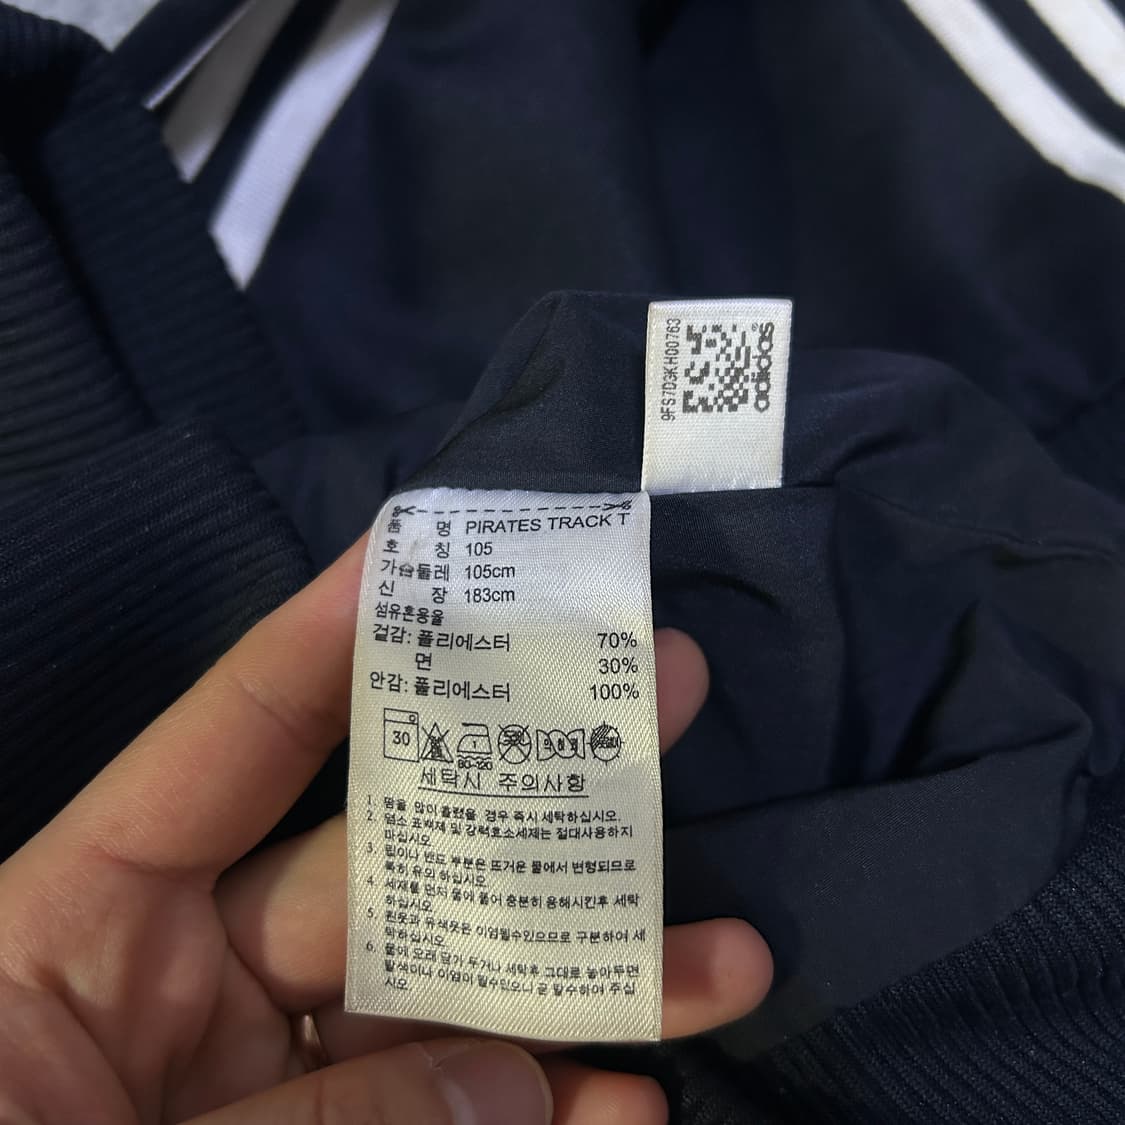 9FS7D3KH00763
adidas
품 명 PIRATES TRACK T
호 칭 105
가슴둘레 105cm
신 장 183cm
섬유혼용율
겉감: 폴리에스터 70%
면 30%
안감: 폴리에스터 100%
30
1
80-120
세탁시 주의사항
1. 땀을 많이 흘렸을 경우 즉시 세탁하십시오.
2. 염소 표백제 및 강력효소세제는 절대사용하지
마십시오
3. 립이나 밴드 부분은 뜨거운 물에서 변형되므로
특히 유의 하십시오
4. 세제를 먼저 물에 풀어 충분히 용해시킨후 세탁
하십시오
5. 흰옷과 유색옷은 이염될수있으므로 구분하여 세
탁하십시오
6. 물에 오래 담가 두거나 세탁후 그대로 놓아두면
탈색이나 이염이 될수있으니 곧 탈수하여 주십
시오